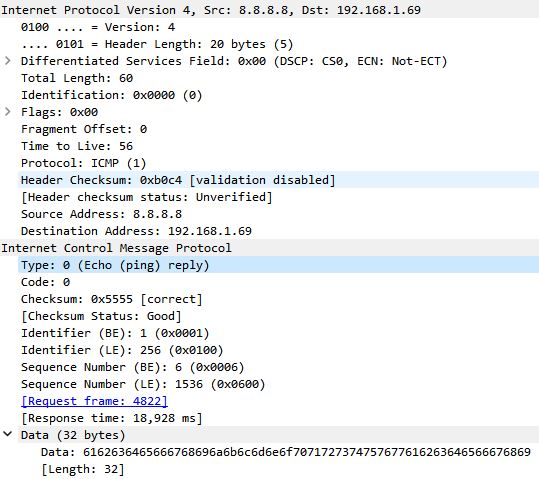 Internet Protocol Version 4, Src: 8.8.8.8, Dst: 192.168.1.69
0100 .... = Version: 4
.... 0101 = Header Length: 20 bytes (5)
Differentiated Services Field: 0x00 (DSCP: CS0, ECN: Not-ECT)
Total Length: 60
Identification: 0x0000 (0)
Flags: 0x00
Fragment Offset: 0
Time to Live: 56
Protocol: ICMP (1)
Header Checksum: 0xb0c4 [validation disabled]
[Header checksum status: Unverified]
Source Address: 8.8.8.8
Destination Address: 192.168.1.69
Internet Control Message Protocol
Type: 0 (Echo (ping) reply)
Code: 0
Checksum: 0x5555 [correct]
[Checksum Status: Good]
Identifier (BE): 1 (0x0001)
Identifier (LE): 256 (0x0100)
Sequence Number (BE): 6 (0x0006)
Sequence Number (LE): 1536 (0x0600)
[Request frame: 4822]
[Response time: 18,928 ms]
Data (32 bytes)
Data: 6162636465666768696a6b6c6d6e6f7071727374757677616263646566676869
[Length: 32]